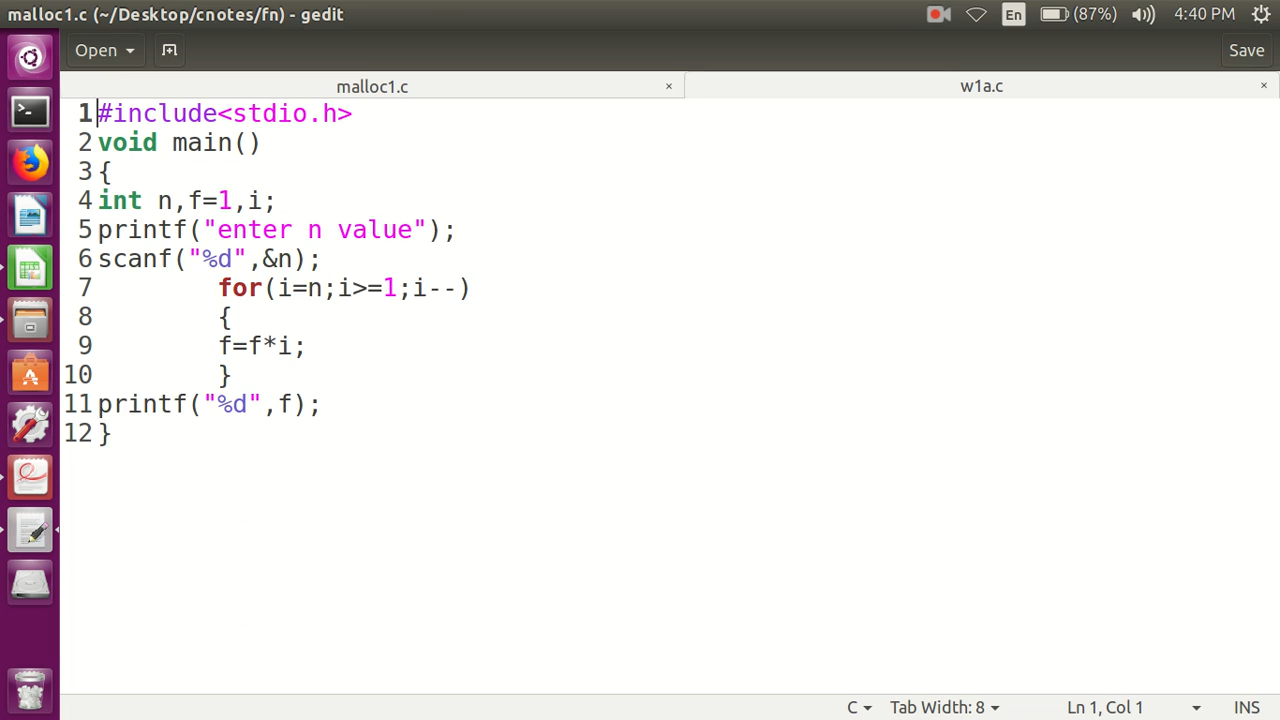 malloc1.c (~/Desktop/cnotes/fn) - gedit
En (87%) 4:40 PM
Open Save
malloc1.c × w1a.c ×
1 #include<stdio.h>
2 void main()
3 {
4 int n,f=1,i;
5 printf("enter n value");
6 scanf("%d",&n);
7 for(i=n;i>=1;i--)
8 {
9 f=f*i;
10 }
11 printf("%d",f);
12 }
C Tab Width: 8 Ln 1, Col 1 INS